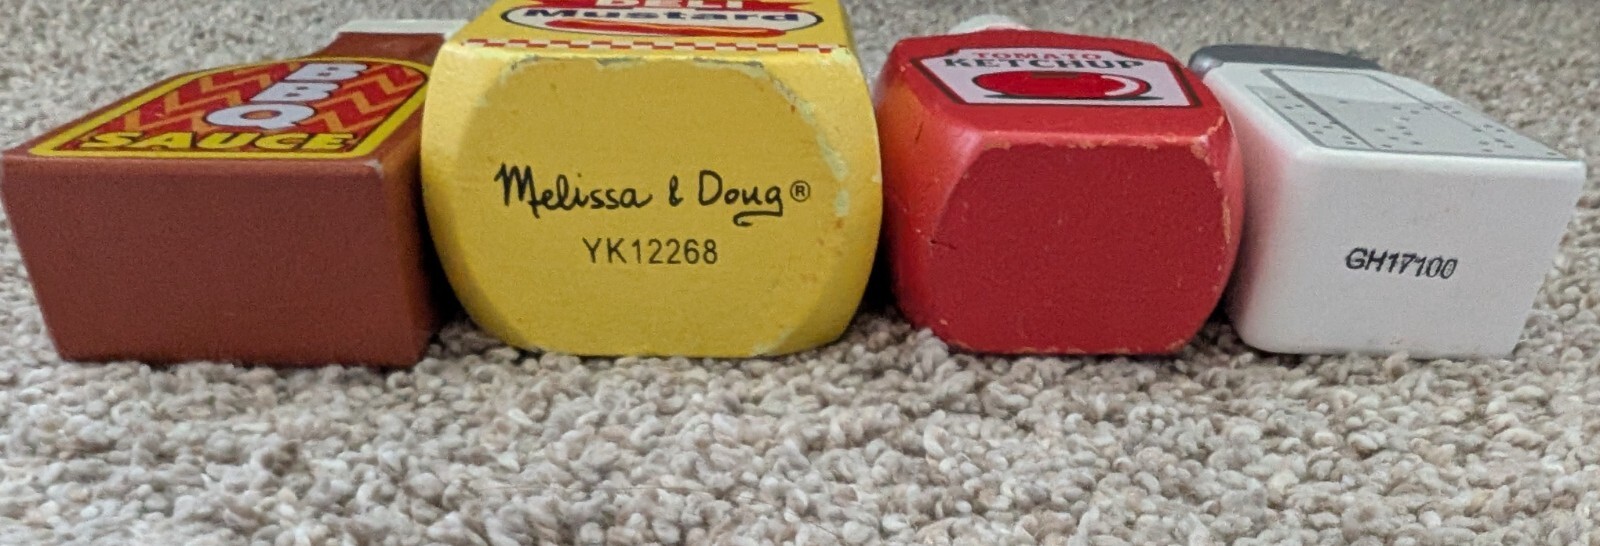 BBQ
SAUCE
DELI
Mustard
Melissa & Doug®
YK12268
TOMATO
KETCHUP
GH17100